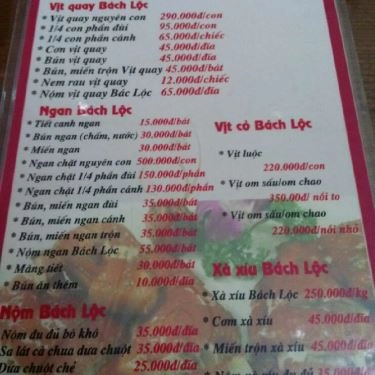 Vịt quay Bách Lộc
* Vịt quay nguyên con 290.000đ/con
* 1/4 con phần đùi 95.000đ/con
* 1/4 con phần cánh 65.000đ/chiếc
* Cơm vịt quay 45.000đ/đĩa
* Bún vịt quay 45.000đ/đĩa
* Bún, miến trộn Vịt quay 45.000đ/bát
* Nem rau vịt quay 12.000đ/chiếc
* Nộm vịt quay Bác Lộc 65.000đ/đĩa
Ngan Bách Lộc
* Tiết canh ngan 15.000đ/bát
* Bún ngan (chấm, nước) 30.000đ/bát
* Miến ngan 30.000đ/bát
* Ngan chặt nguyên con 500.000đ/con
* Ngan chặt 1/4 phần đùi 150.000đ/phần
* Ngan chặt 1/4 phần cánh 130.000đ/phần
* Bún, miến ngan đùi 35.000đ/bát
* Bún, miến ngan cánh 35.000đ/bát
* Bún, miến ngan trộn 35.000đ/bát
* Nộm ngan Bách Lộc 55.000đ/bát
* Măng tiết 30.000đ/bát
* Bún ăn thêm 10.000đ/đĩa
Nộm Bách Lộc
Nộm đu đủ bò khô 35.000đ/đĩa
Sa lát cà chua dưa chuột 35.000đ/đĩa
Dưa chuột chẻ 25.000đ/đĩa
Vịt cỏ Bách Lộc
* Vịt luộc
220.000đ/con
* Vịt om sấu/om chao
350.00đ/ nồi to
* Vịt om sấu/om chao
220.000đ/nồi nhỏ
Xá xíu Bách Lộc
* Xá xíu Bách Lộc 250.000đ/kg
* Cơm xá xíu 45.000đ/đĩa
* Miến trộn xá xíu 45.000đ/đĩa